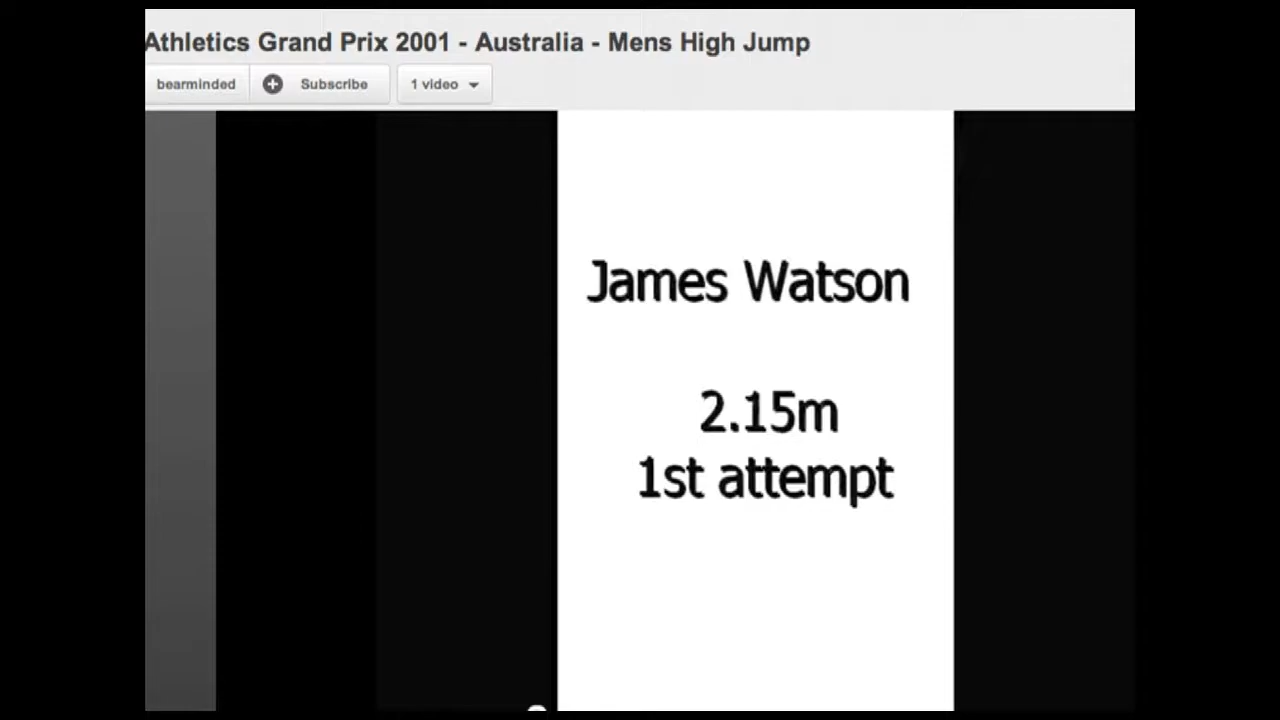 Athletics Grand Prix 2001 - Australia - Mens High Jump
bearminded Subscribe 1 video
James Watson
2.15m
1st attempt